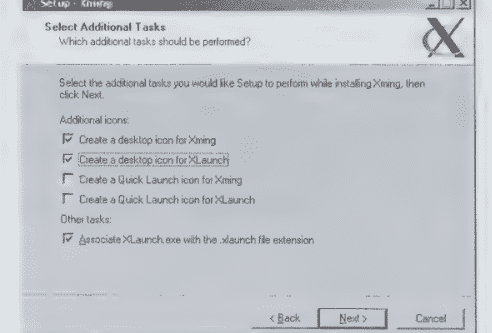 Setup - Xming
Select Additional Tasks
Which additional tasks should be performed?
Select the additional tasks you would like Setup to perform while installing Xming, then
click Next.
Additional icons:
Create a desktop icon for Xming
Create a desktop icon for XLaunch
Create a Quick Launch icon for Xming
Create a Quick Launch icon for XLaunch
Other tasks:
Associate XLaunch.exe with the .xlaunch file extension
< Back
Next >
Cancel